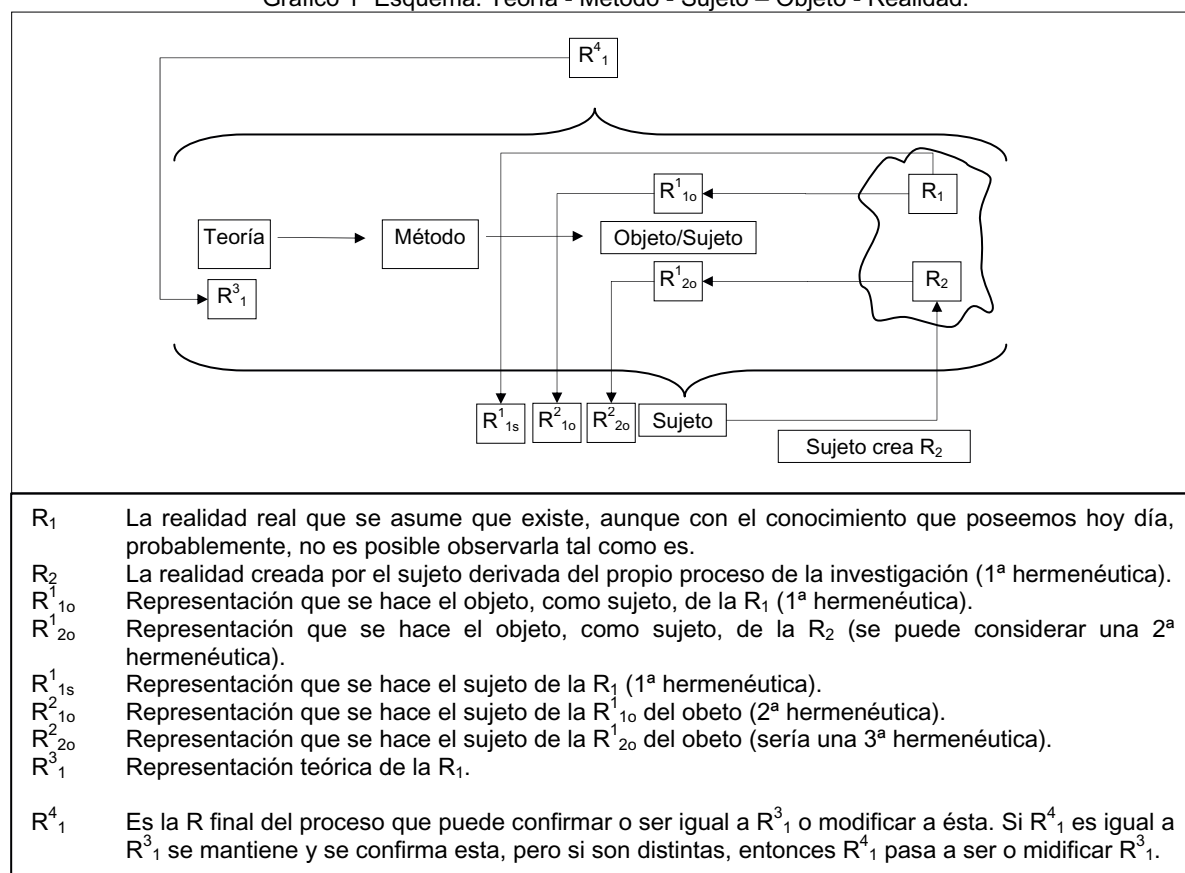 Gráfico 1 Esquema: Teoría - Método - Sujeto – Objeto - Realidad.
R⁴₁
R¹₁ₒ
R₁
Teoría
Método
Objeto/Sujeto
R³₁
R¹₂ₒ
R₂
R¹₁ₛ
R²₁ₒ
R²₂ₒ
Sujeto
Sujeto crea R₂
R₁ La realidad real que se asume que existe, aunque con el conocimiento que poseemos hoy día,
probablemente, no es posible observarla tal como es.
R₂ La realidad creada por el sujeto derivada del propio proceso de la investigación (1ª hermenéutica).
R¹₁ₒ Representación que se hace el objeto, como sujeto, de la R₁ (1ª hermenéutica).
R¹₂ₒ Representación que se hace el objeto, como sujeto, de la R₂ (se puede considerar una 2ª
hermenéutica).
R¹₁ₛ Representación que se hace el sujeto de la R₁ (1ª hermenéutica).
R²₁ₒ Representación que se hace el sujeto de la R¹₁ₒ del obeto (2ª hermenéutica).
R²₂ₒ Representación que se hace el sujeto de la R¹₂ₒ del obeto (sería una 3ª hermenéutica).
R³₁ Representación teórica de la R₁.
R⁴₁ Es la R final del proceso que puede confirmar o ser igual a R³₁ o modificar a ésta. Si R⁴₁ es igual a
R³₁ se mantiene y se confirma esta, pero si son distintas, entonces R⁴₁ pasa a ser o midificar R³₁.